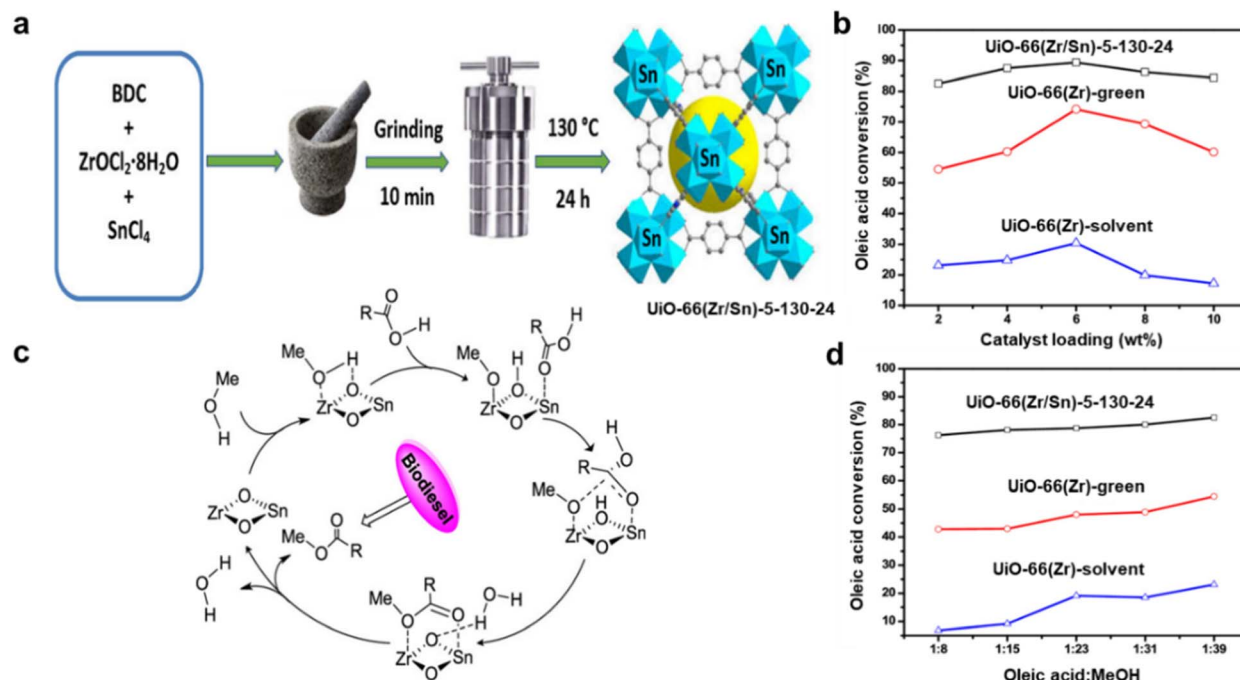 a
BDC
+
ZrOCl₂·8H₂O
+
SnCl₄
Grinding
10 min
130 °C
24 h
Sn
Sn
Sn
Sn
Sn
UiO-66(Zr/Sn)-5-130-24
b
Oleic acid conversion (%)
100
90
80
70
60
50
40
30
20
10
UiO-66(Zr/Sn)-5-130-24
UiO-66(Zr)-green
UiO-66(Zr)-solvent
2
4
6
8
10
Catalyst loading (wt%)
c
Me
O
H
Me
O
H
O
Zr
Sn
O
R
O
O
H
Me
O
H
O
Zr
Sn
O
R
O
O
H
R
O
H
Me
O
O
H
O
Zr
Sn
O
Me
O
R
O
H
O
H
O
Zr
Sn
O
H
O
H
Me
O
O
R
Zr
O
Sn
O
Biodiesel
d
Oleic acid conversion (%)
100
90
80
70
60
50
40
30
20
10
UiO-66(Zr/Sn)-5-130-24
UiO-66(Zr)-green
UiO-66(Zr)-solvent
1:8
1:15
1:23
1:31
1:39
Oleic acid:MeOH